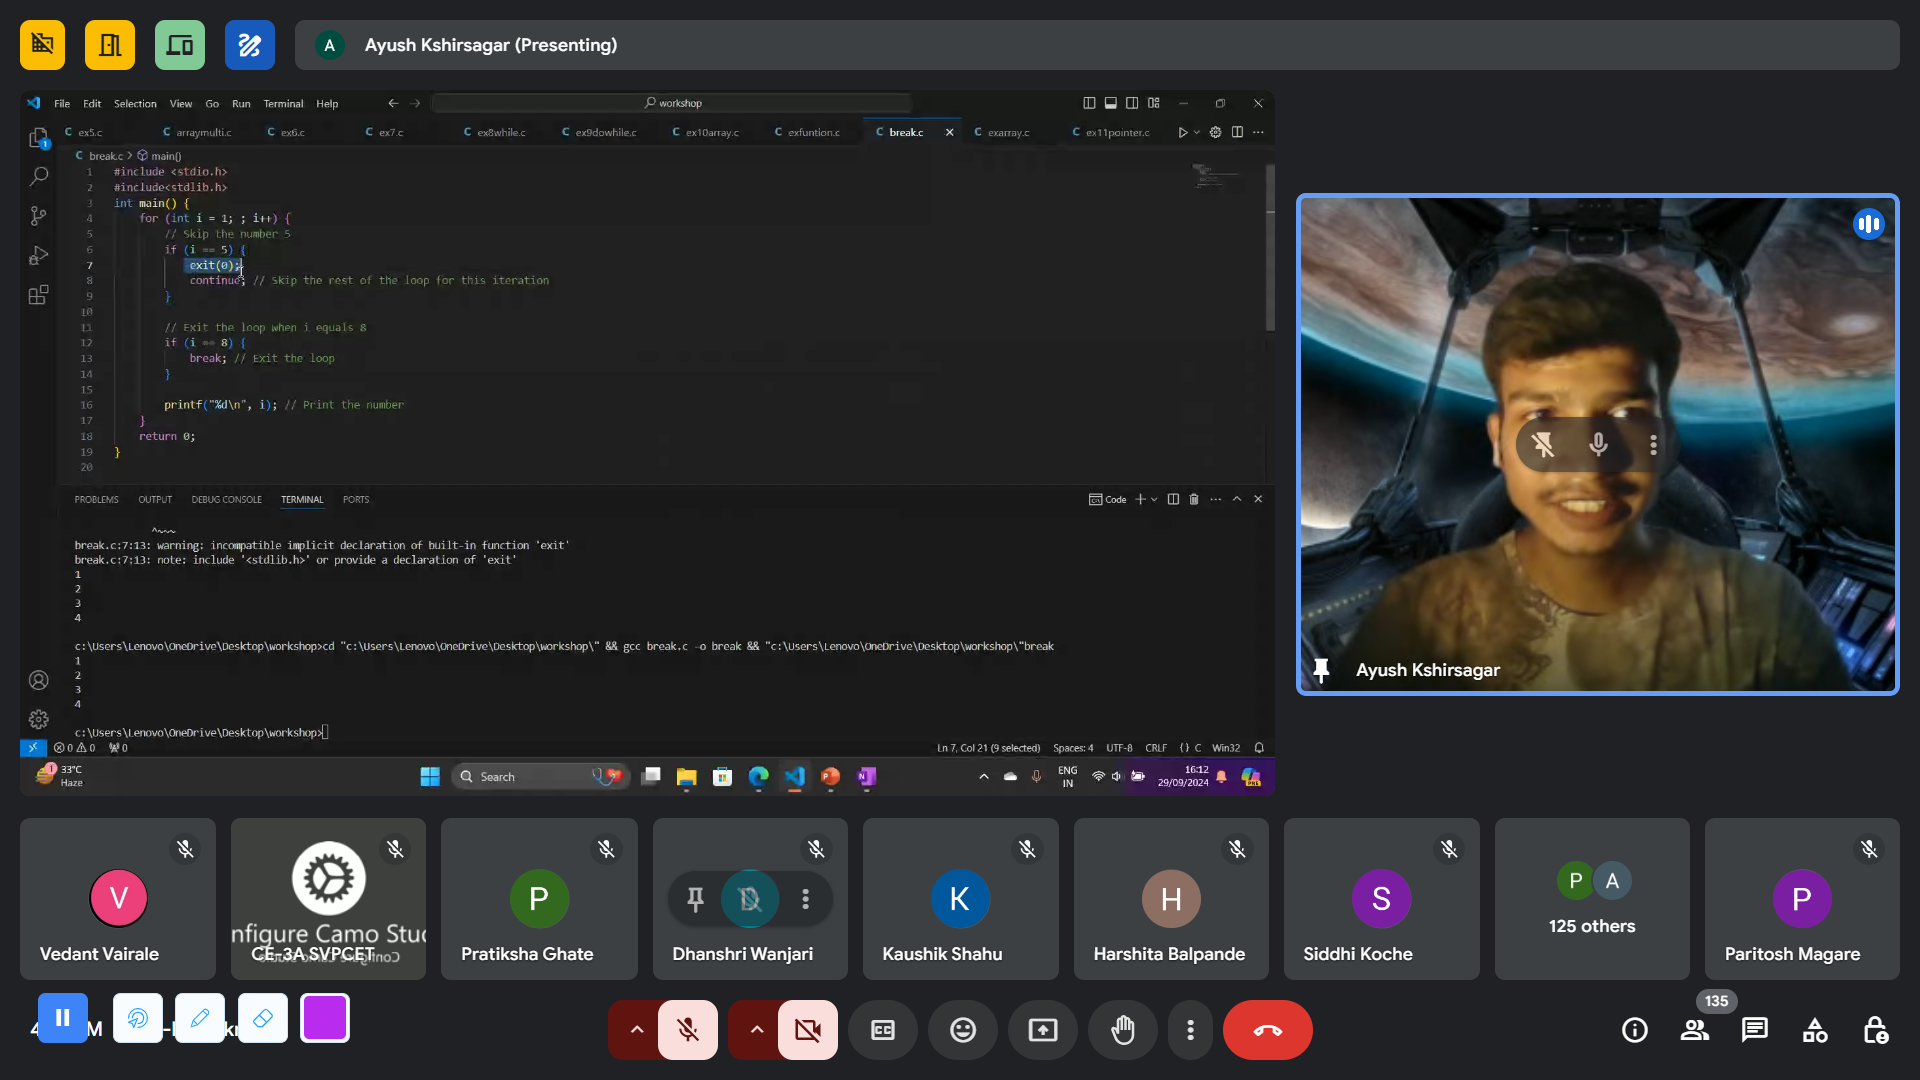 A
Ayush Kshirsagar (Presenting)
File Edit Selection View Go Run Terminal Help
workshop
ex5.c arraymulti.c ex6.c ex7.c ex8while.c ex9dowhile.c ex10array.c exfuntion.c break.c exarray.c ex11pointer.c
break.c > main()
1 #include <stdio.h>
2 #include<stdlib.h>
3 int main() {
4 for (int i = 1; ; i++) {
5 // Skip the number 5
6 if (i == 5) {
7 exit(0);
8 continue; // Skip the rest of the loop for this iteration
9 }
10
11 // Exit the loop when i equals 8
12 if (i == 8) {
13 break; // Exit the loop
14 }
15
16 printf("%d\n", i); // Print the number
17 }
18 return 0;
19 }
20
PROBLEMS OUTPUT DEBUG CONSOLE TERMINAL PORTS
Code
^~~~
break.c:7:13: warning: incompatible implicit declaration of built-in function 'exit'
break.c:7:13: note: include '<stdlib.h>' or provide a declaration of 'exit'
1
2
3
4
c:\Users\Lenovo\OneDrive\Desktop\workshop>cd "c:\Users\Lenovo\OneDrive\Desktop\workshop\" && gcc break.c -o break && "c:\Users\Lenovo\OneDrive\Desktop\workshop\"break
1
2
3
4
c:\Users\Lenovo\OneDrive\Desktop\workshop>
0 0 0 Ln 7, Col 21 (9 selected) Spaces: 4 UTF-8 CRLF {} C Win32
33°C
Haze
Search
ENG
IN
16:12
29/09/2024
Ayush Kshirsagar
V
Vedant Vairale
nfigure Camo Stud
CE-3A SVPCET
P
Pratiksha Ghate
D
Dhanshri Wanjari
K
Kaushik Shahu
H
Harshita Balpande
S
Siddhi Koche
P A
125 others
P
Paritosh Magare
135